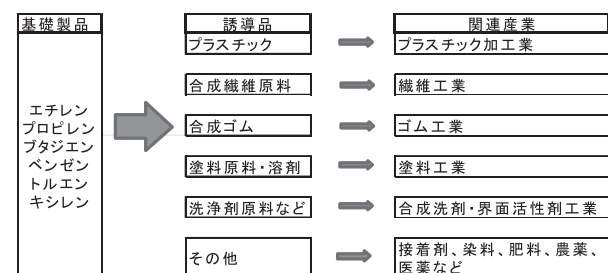 基礎製品
エチレン
プロピレン
ブタジエン
ベンゼン
トルエン
キシレン
誘導品
プラスチック
合成繊維原料
合成ゴム
塗料原料・溶剤
洗浄剤原料など
その他
関連産業
プラスチック加工業
繊維工業
ゴム工業
塗料工業
合成洗剤・界面活性剤工業
接着剤、染料、肥料、農薬、
医薬など